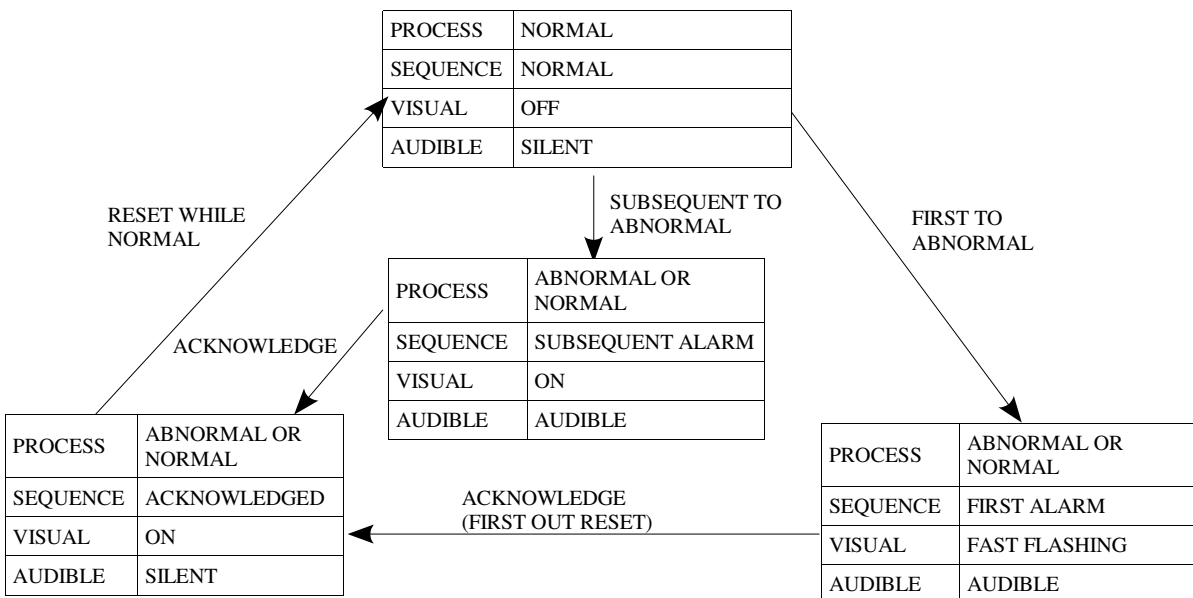 PROCESS NORMAL
SEQUENCE NORMAL
VISUAL OFF
AUDIBLE SILENT
RESET WHILE
NORMAL
SUBSEQUENT TO
ABNORMAL
FIRST TO
ABNORMAL
PROCESS ABNORMAL OR
NORMAL
SEQUENCE SUBSEQUENT ALARM
VISUAL ON
AUDIBLE AUDIBLE
ACKNOWLEDGE
PROCESS ABNORMAL OR
NORMAL
SEQUENCE ACKNOWLEDGED
VISUAL ON
AUDIBLE SILENT
ACKNOWLEDGE
(FIRST OUT RESET)
PROCESS ABNORMAL OR
NORMAL
SEQUENCE FIRST ALARM
VISUAL FAST FLASHING
AUDIBLE AUDIBLE